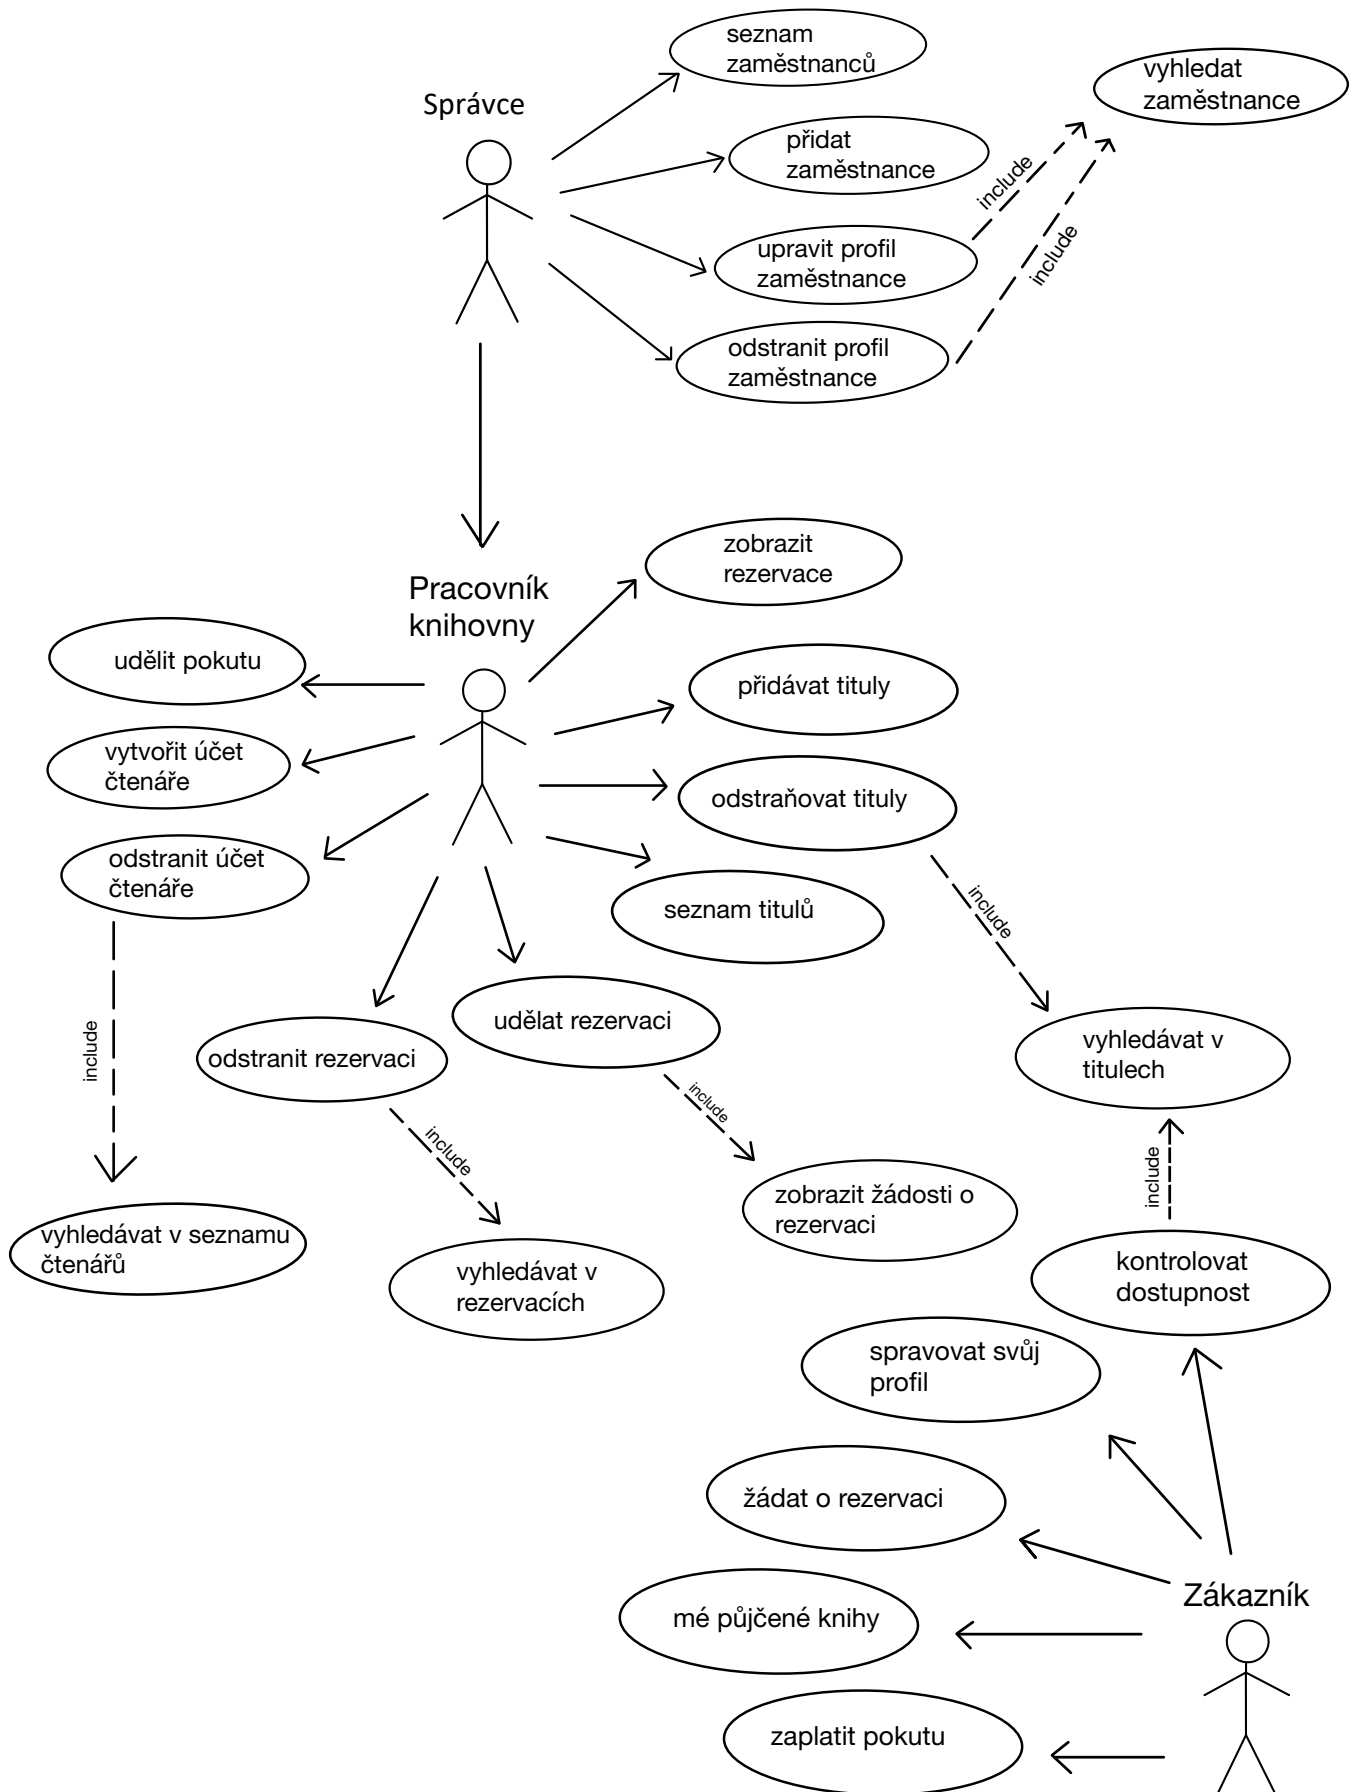 seznam
zaměstnanců
vyhledat
zaměstnance
Správce
přidat
zaměstnance
include
upravit profil
zaměstnance
include
odstranit profil
zaměstnance
zobrazit
rezervace
Pracovník
knihovny
udělit pokutu
přidávat tituly
vytvořit účet
čtenáře
odstraňovat tituly
odstranit účet
čtenáře
seznam titulů
include
udělat rezervaci
odstranit rezervaci
vyhledávat v
titulech
include
include
include
include
zobrazit žádosti o
rezervaci
vyhledávat v seznamu
čtenářů
vyhledávat v
rezervacích
kontrolovat
dostupnost
spravovat svůj
profil
žádat o rezervaci
Zákazník
mé půjčené knihy
zaplatit pokutu